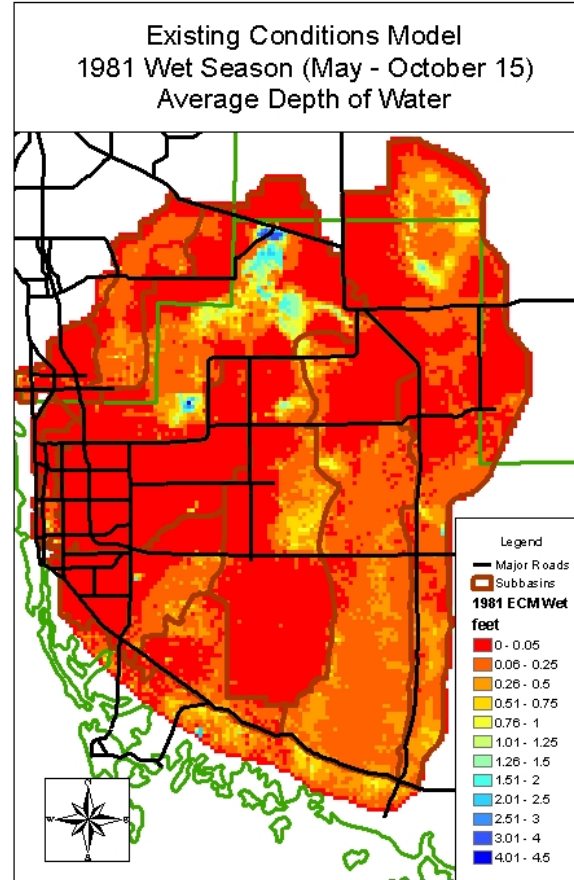 Existing Conditions Model
1981 Wet Season (May - October 15)
Average Depth of Water
Legend
Major Roads
Subbasins
1981 ECM Wet
feet
0 - 0.05
0.06 - 0.25
0.26 - 0.5
0.51 - 0.75
0.76 - 1
1.01 - 1.25
1.26 - 1.5
1.51 - 2
2.01 - 2.5
2.51 - 3
3.01 - 4
4.01 - 4.5